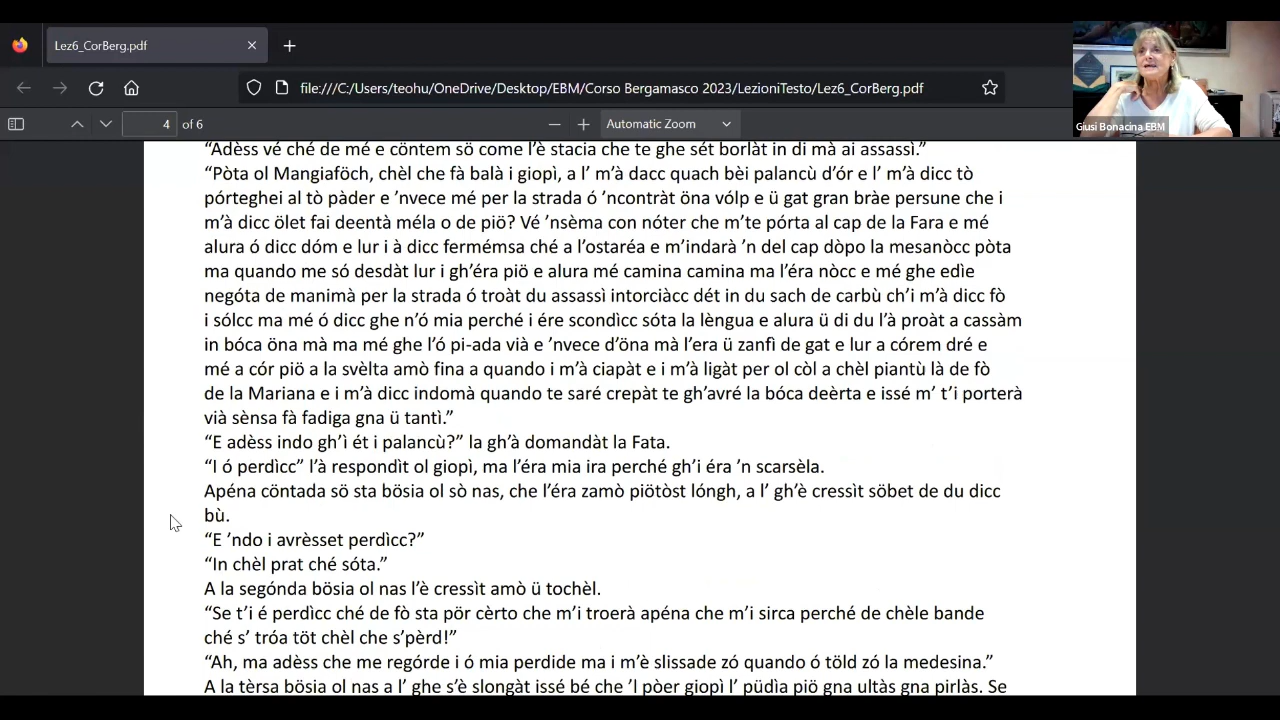 Lez6_CorBerg.pdf
file:///C:/Users/teohu/OneDrive/Desktop/EBM/Corso Bergamasco 2023/LezioniTesto/Lez6_CorBerg.pdf
4 of 6
Automatic Zoom
Giusi Bonacina EBM
“Adèss vé ché de mé e cöntem sö come l’è stacia che te ghe sét borlàt in di mà ai assassì.”
“Pòta ol Mangiaföch, chèl che fà balà i giopì, a l’ m’à dacc quach bèi palancù d’ór e l’ m’à dicc tò
pórteghei al tò pàder e ’nvece mé per la strada ó ’ncontràt öna vólp e ü gat gran bràe persune che i
m’à dicc ölet fai deentà méla o de piö? Vé ’nsèma con nóter che m’te pórta al cap de la Fara e mé
alura ó dicc dóm e lur i à dicc fermémsa ché a l’ostaréa e m’indarà ’n del cap dòpo la mesanòcc pòta
ma quando me só desdàt lur i gh’éra piö e alura mé camina camina ma l’éra nòcc e mé ghe edìe
negóta de manimà per la strada ó troàt du assassì intorciàcc dét in du sach de carbù ch’i m’à dicc fò
i sólcc ma mé ó dicc ghe n’ó mia perché i ére scondìcc sóta la lèngua e alura ü di du l’à proàt a cassàm
in bóca öna mà ma mé ghe l’ó pi-ada vià e ’nvece d’öna mà l’era ü zanfì de gat e lur a córem dré e
mé a cór piö a la svèlta amò fina a quando i m’à ciapàt e i m’à ligàt per ol còl a chèl piantù là de fò
de la Mariana e i m’à dicc indomà quando te saré crepàt te gh’avré la bóca deèrta e issé m’ t’i porterà
vià sènsa fà fadiga gna ü tantì.”
“E adèss indo gh’ì ét i palancù?” la gh’à domandàt la Fata.
“I ó perdìcc” l’à respondìt ol giopì, ma l’éra mia ira perché gh’i éra ’n scarsèla.
Apéna cöntada sö sta bösia ol sò nas, che l’éra zamò piötòst lóngh, a l’ gh’è cressìt söbet de du dicc
bù.
“E ’ndo i avrèsset perdìcc?”
“In chèl prat ché sóta.”
A la segónda bösia ol nas l’è cressìt amò ü tochèl.
“Se t’i é perdìcc ché de fò sta pör cèrto che m’i troerà apéna che m’i sirca perché de chèle bande
ché s’ tróa töt chèl che s’pèrd!”
“Ah, ma adèss che me regórde i ó mia perdide ma i m’è slissade zó quando ó töld zó la medesina.”
A la tèrsa bösia ol nas a l’ ghe s’è slongàt issé bé che ’l pòer giopì l’ püdìa piö gna ultàs gna pirlàs. Se